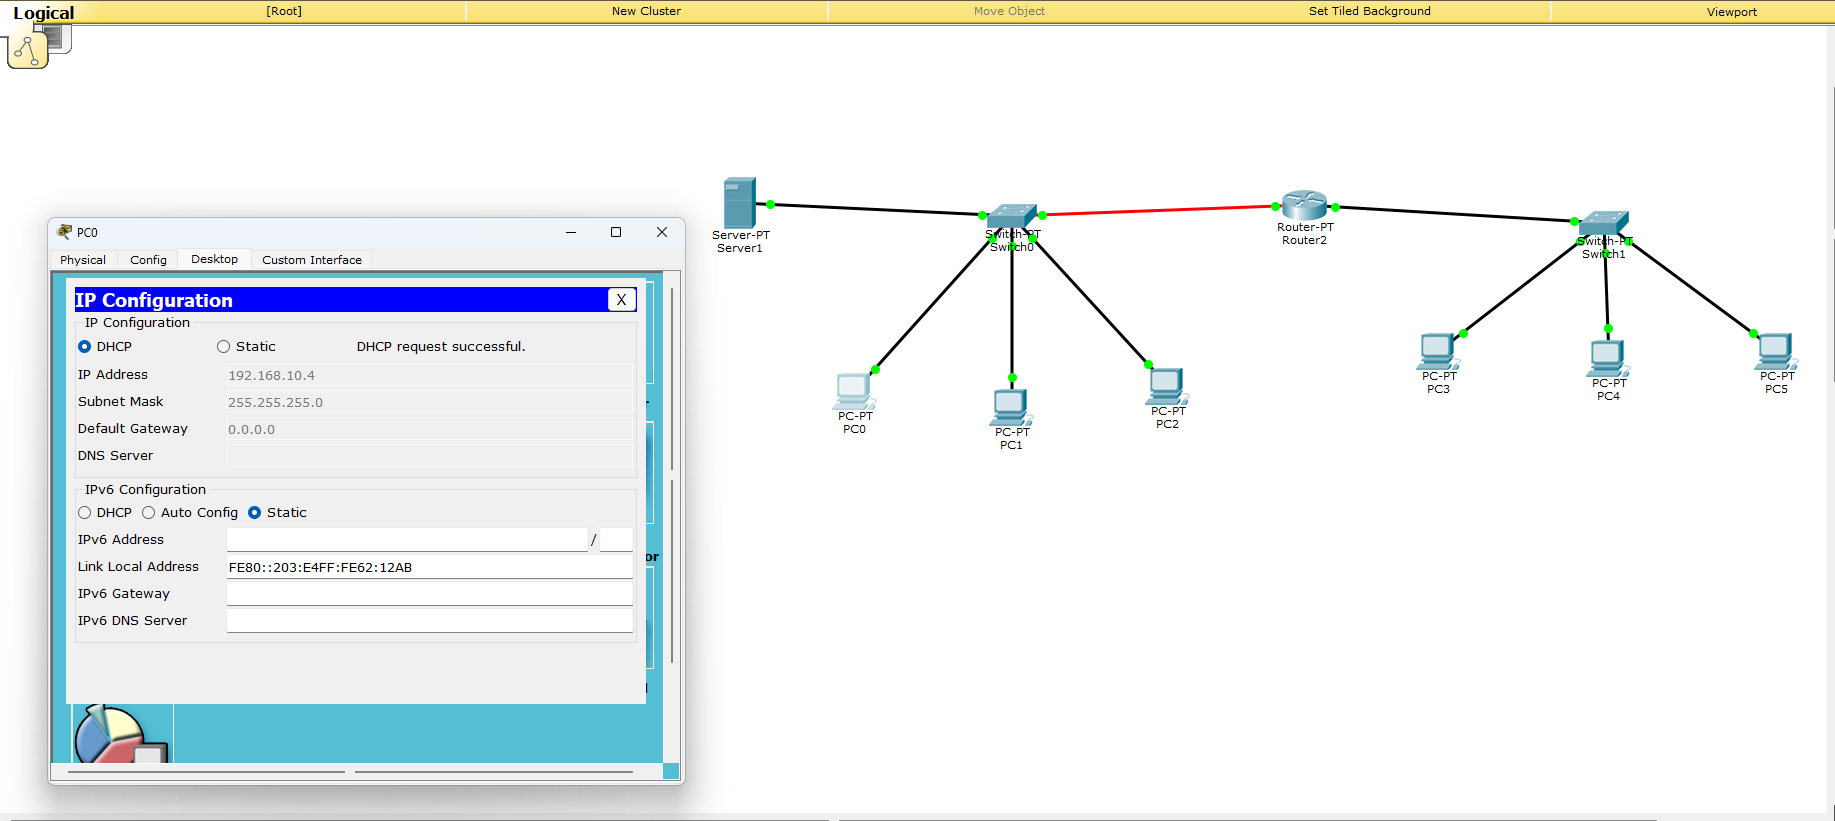 Logical
[Root]
New Cluster
Move Object
Set Tiled Background
Viewport
Server-PT
Server1
Switch-PT
Switch0
Router-PT
Router2
Switch-PT
Switch1
PC-PT
PC0
PC-PT
PC1
PC-PT
PC2
PC-PT
PC3
PC-PT
PC4
PC-PT
PC5
PC0
Physical
Config
Desktop
Custom Interface
IP Configuration
X
IP Configuration
DHCP
Static
DHCP request successful.
IP Address
192.168.10.4
Subnet Mask
255.255.255.0
Default Gateway
0.0.0.0
DNS Server
IPv6 Configuration
DHCP
Auto Config
Static
IPv6 Address
/
Link Local Address
FE80::203:E4FF:FE62:12AB
IPv6 Gateway
IPv6 DNS Server
or